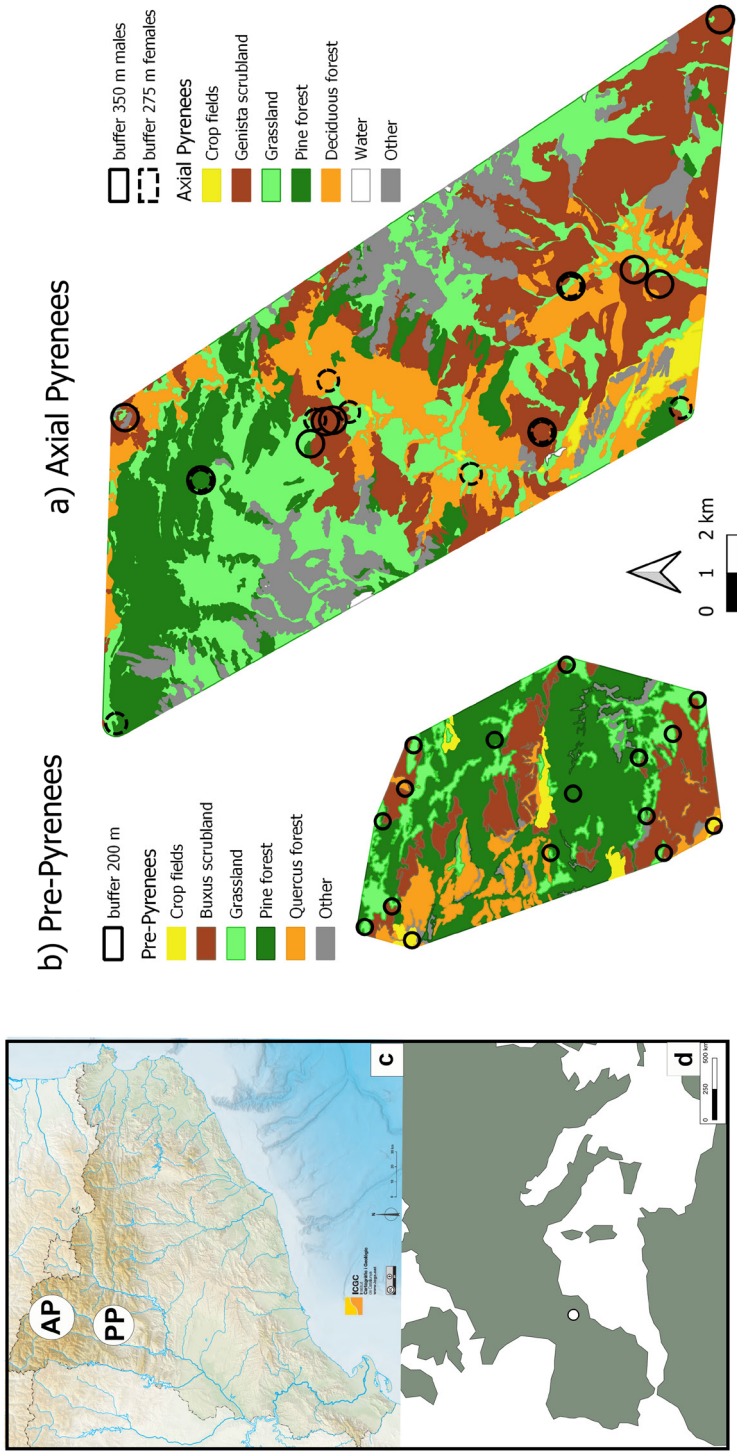 a) Axial Pyrenees
buffer 350 m males
buffer 275 m females
Axial Pyrenees
Crop fields
Genista scrubland
Grassland
Pine forest
Deciduous forest
Water
Other
b) Pre-Pyrenees
buffer 200 m
Pre-Pyrenees
Crop fields
Buxus scrubland
Grassland
Pine forest
Quercus forest
Other
0 1 2 km
AP
PP
N
ICGC
Cartogràfic i Geològic
c
d
0 250 500 km